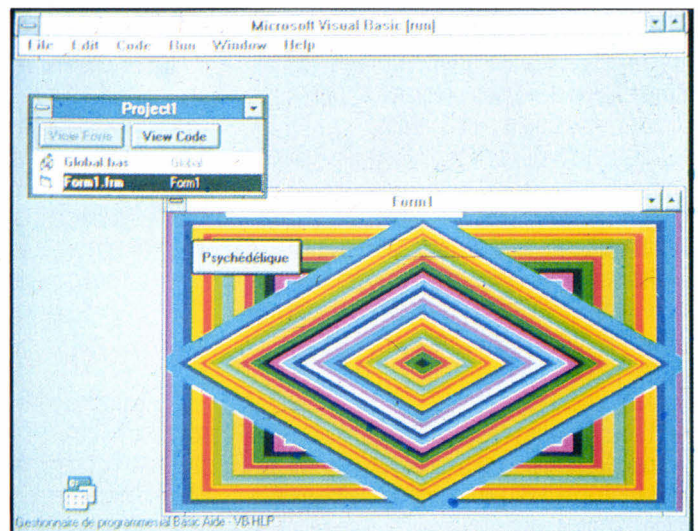 Microsoft Visual Basic [run]
File Edit Code Run Window Help
Project1
View Form View Code
Global.bas Global
Form1.frm Form1
Form1
Psychédélique
Gestionnaire de programmes al Basic Aide - VB.HLP